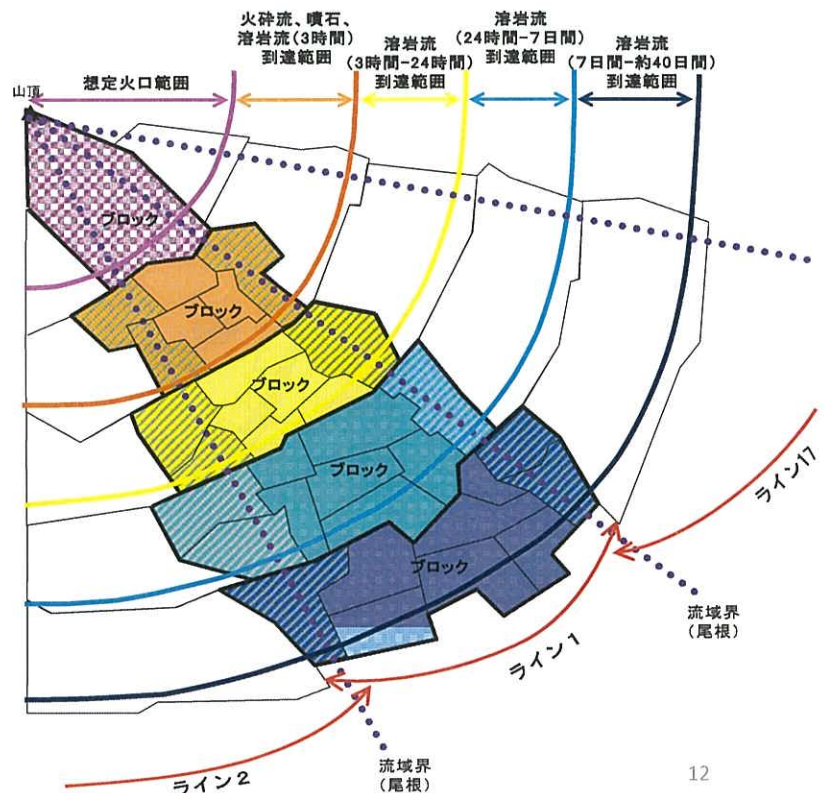 山頂
想定火口範囲
火砕流、噴石、
溶岩流(3時間)
到達範囲
溶岩流
(3時間-24時間)
到達範囲
溶岩流
(24時間-7日間)
到達範囲
溶岩流
(7日間-約40日間)
到達範囲
ブロック
ブロック
ブロック
ブロック
ブロック
ライン17
流域界
(尾根)
ライン1
流域界
(尾根)
ライン2
12